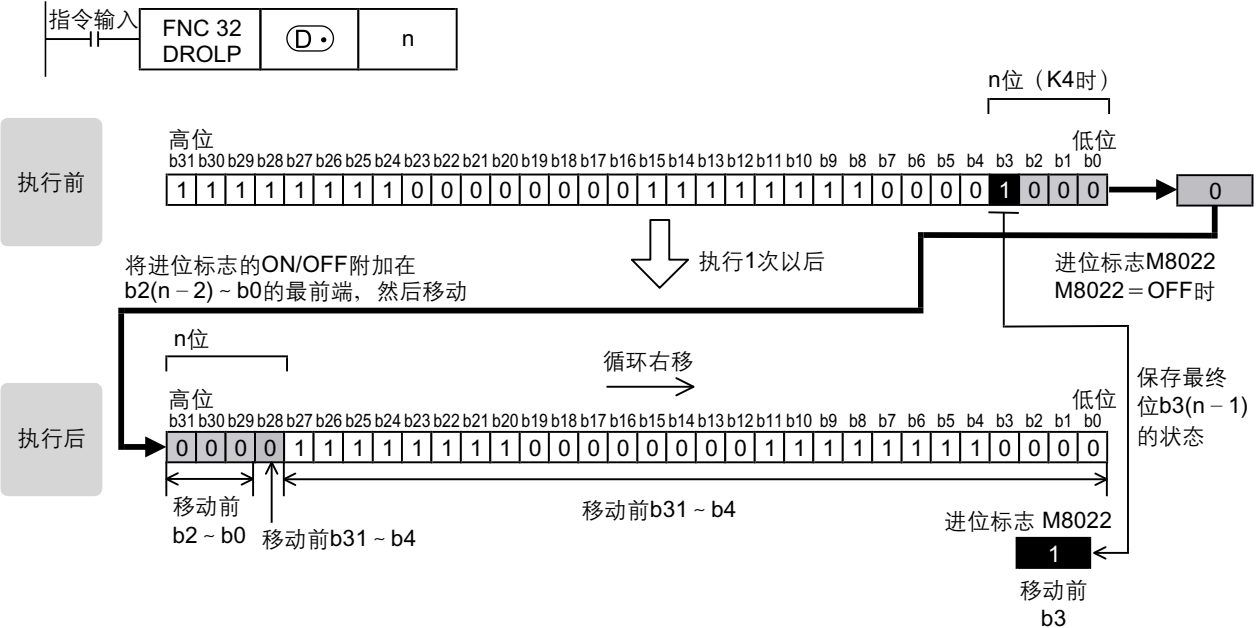 指令输入
FNC 32
DROLP
D·
n
n位（K4时）
高位
低位
b31 b30 b29 b28 b27 b26 b25 b24 b23 b22 b21 b20 b19 b18 b17 b16 b15 b14 b13 b12 b11 b10 b9 b8 b7 b6 b5 b4 b3 b2 b1 b0
执行前
1 1 1 1 1 1 1 1 0 0 0 0 0 0 0 0 1 1 1 1 1 1 1 1 0 0 0 0 1 0 0 0
0
将进位标志的ON/OFF附加在
b2(n－2)～b0的最前端，然后移动
执行1次以后
进位标志M8022
M8022＝OFF时
n位
循环右移
保存最终
位b3(n－1)
的状态
高位
低位
b31 b30 b29 b28 b27 b26 b25 b24 b23 b22 b21 b20 b19 b18 b17 b16 b15 b14 b13 b12 b11 b10 b9 b8 b7 b6 b5 b4 b3 b2 b1 b0
执行后
0 0 0 0 1 1 1 1 1 1 1 1 0 0 0 0 0 0 0 0 1 1 1 1 1 1 1 1 0 0 0 0
移动前
b2～b0
移动前b31～b4
移动前b31～b4
进位标志 M8022
1
移动前
b3